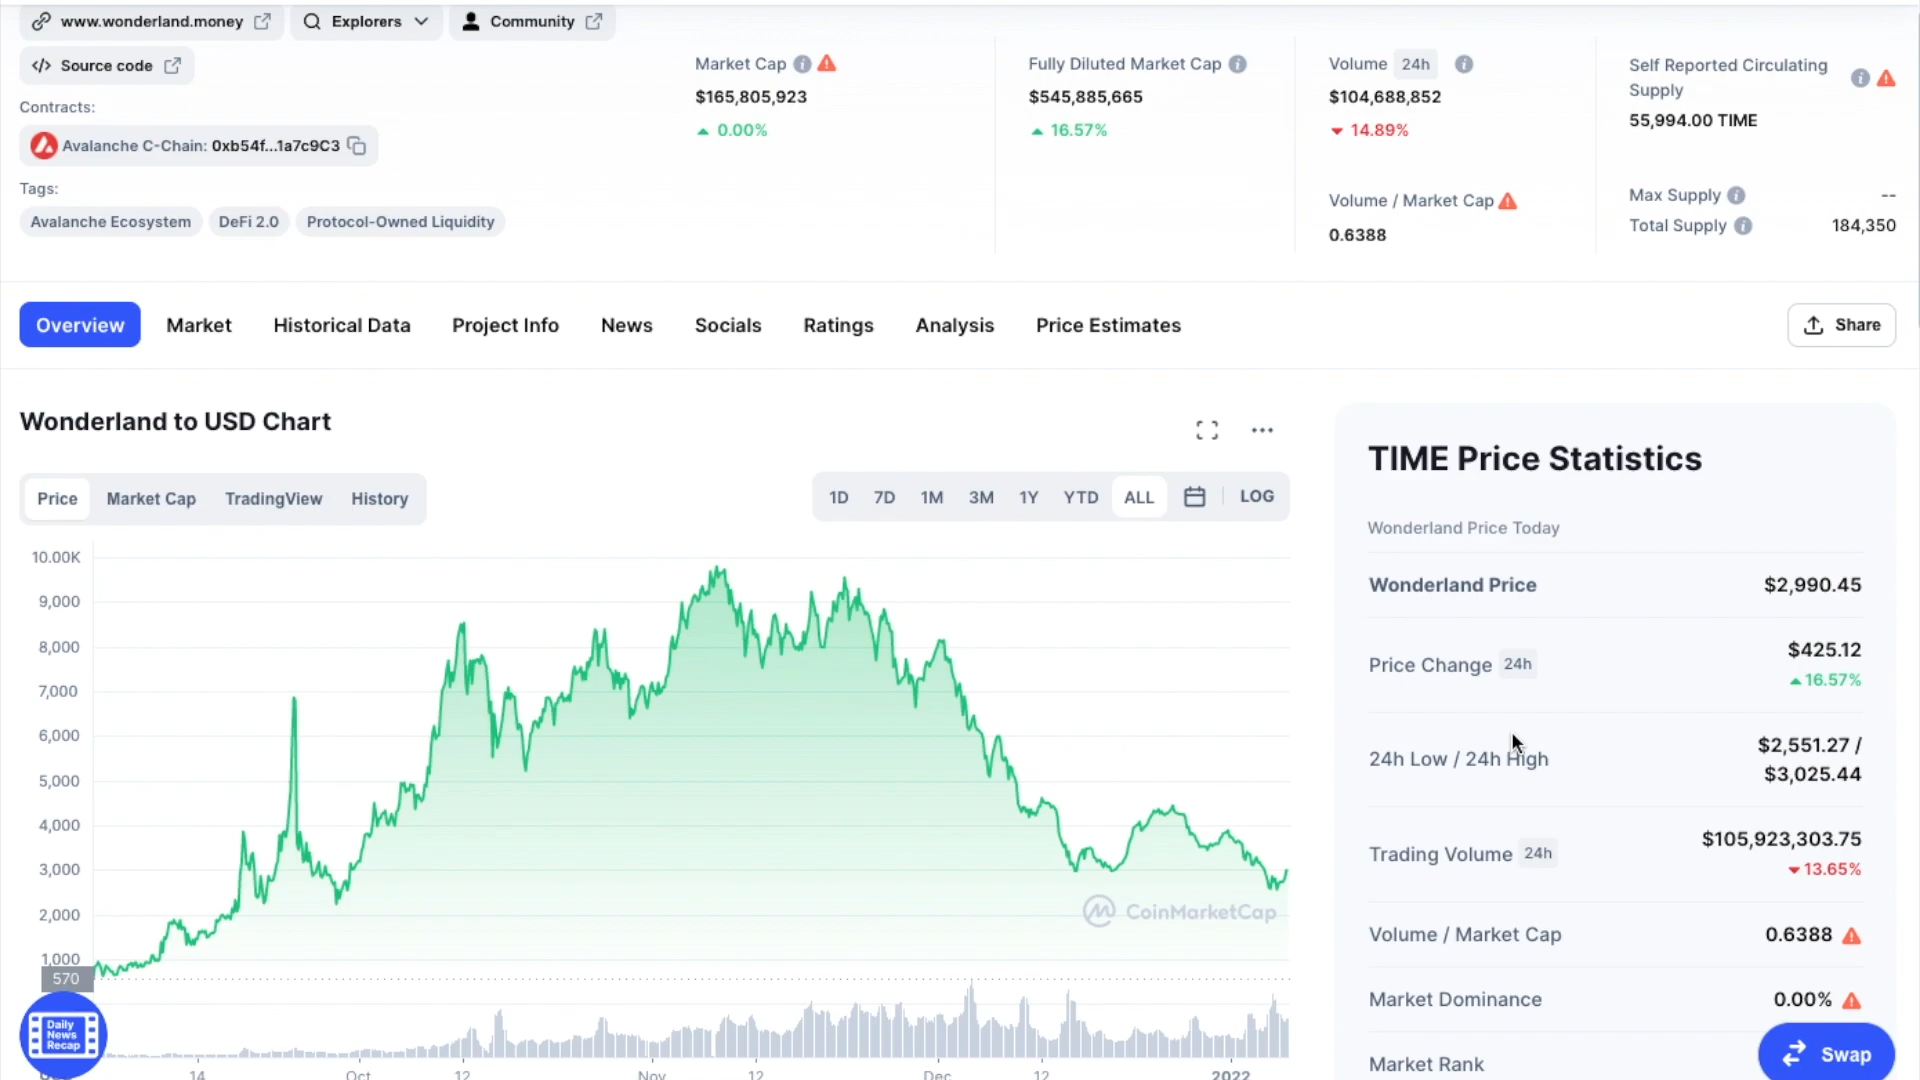 www.wonderland.money
Explorers
Community
Source code
Contracts:
Avalanche C-Chain: 0xb54f...1a7c9C3
Tags:
Avalanche Ecosystem
DeFi 2.0
Protocol-Owned Liquidity
Market Cap
$165,805,923
0.00%
Fully Diluted Market Cap
$545,885,665
16.57%
Volume 24h
$104,688,852
14.89%
Volume / Market Cap
0.6388
Self Reported Circulating
Supply
55,994.00 TIME
Max Supply --
Total Supply 184,350
Overview
Market
Historical Data
Project Info
News
Socials
Ratings
Analysis
Price Estimates
Share
Wonderland to USD Chart
Price
Market Cap
TradingView
History
1D
7D
1M
3M
1Y
YTD
ALL
LOG
10.00K
9,000
8,000
7,000
6,000
5,000
4,000
3,000
2,000
1,000
570
CoinMarketCap
Daily
News
Recap
14
Oct
12
Nov
12
Dec
12
2022
TIME Price Statistics
Wonderland Price Today
Wonderland Price $2,990.45
Price Change 24h $425.12
16.57%
24h Low / 24h High $2,551.27 /
$3,025.44
Trading Volume 24h $105,923,303.75
13.65%
Volume / Market Cap 0.6388
Market Dominance 0.00%
Market Rank
Swap